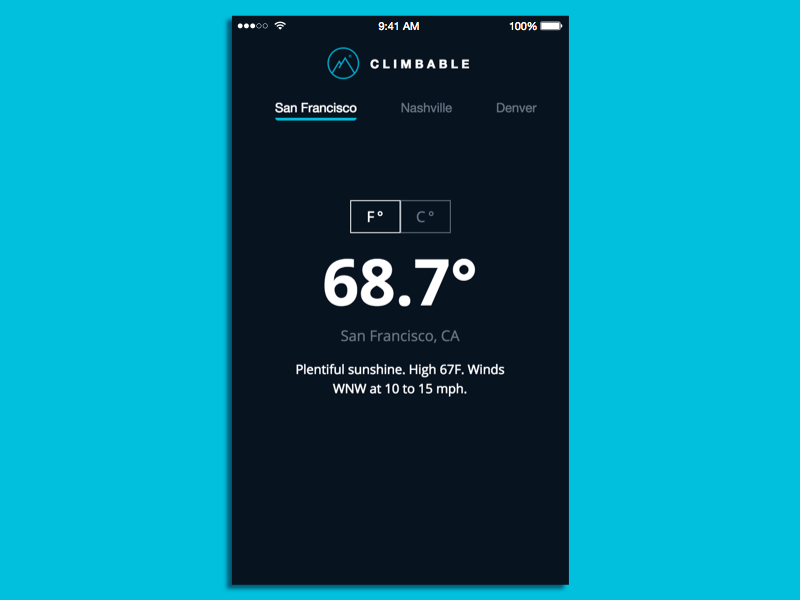 9:41 AM 100%
CLIMBABLE
San Francisco Nashville Denver
F° C°
68.7°
San Francisco, CA
Plentiful sunshine. High 67F. Winds
WNW at 10 to 15 mph.